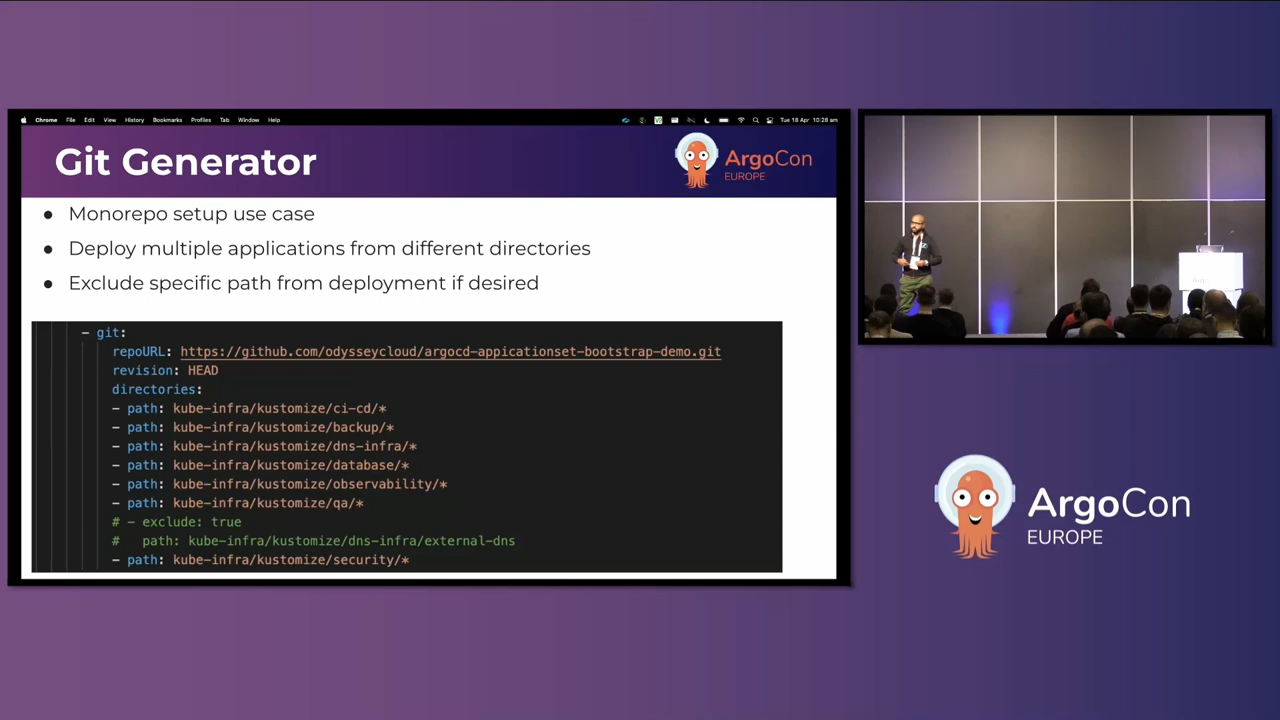 Chrome File Edit View History Bookmarks Profiles Tab Window Help
Tue 18 Apr 10:28 am
Git Generator
ArgoCon
EUROPE
● Monorepo setup use case
● Deploy multiple applications from different directories
● Exclude specific path from deployment if desired
- git:
repoURL: https://github.com/odysseycloud/argocd-appicationset-bootstrap-demo.git
revision: HEAD
directories:
- path: kube-infra/kustomize/ci-cd/*
- path: kube-infra/kustomize/backup/*
- path: kube-infra/kustomize/dns-infra/*
- path: kube-infra/kustomize/database/*
- path: kube-infra/kustomize/observability/*
- path: kube-infra/kustomize/qa/*
# - exclude: true
# path: kube-infra/kustomize/dns-infra/external-dns
- path: kube-infra/kustomize/security/*
ArgoCon
EUROPE